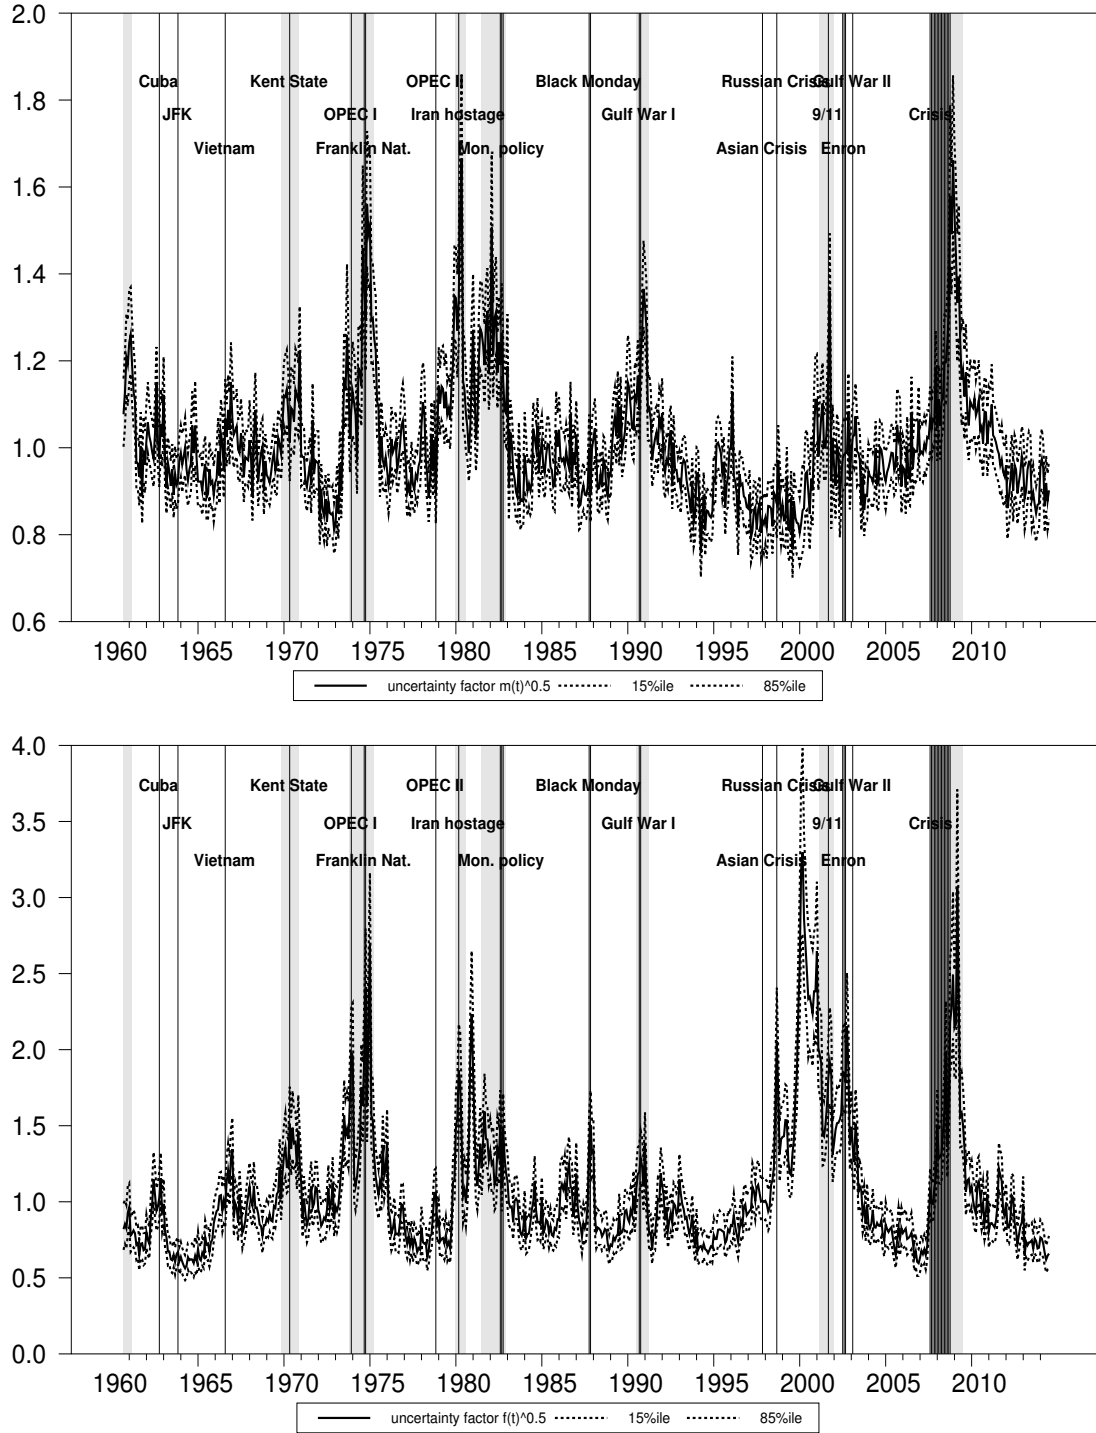 2.0
Cuba Kent State OPEC II Black Monday Russian Crisis Gulf War II
1.8
JFK OPEC I Iran hostage Gulf War I 9/11 Crisis
Vietnam Franklin Nat. Mon. policy Asian Crisis Enron
1.6
1.4
1.2
1.0
0.8
0.6
1960 1965 1970 1975 1980 1985 1990 1995 2000 2005 2010
uncertainty factor m(t)^0.5 15%ile 85%ile
4.0
Cuba Kent State OPEC II Black Monday Russian Crisis Gulf War II
3.5
JFK OPEC I Iran hostage Gulf War I 9/11 Crisis
Vietnam Franklin Nat. Mon. policy Asian Crisis Enron
3.0
2.5
2.0
1.5
1.0
0.5
0.0
1960 1965 1970 1975 1980 1985 1990 1995 2000 2005 2010
uncertainty factor f(t)^0.5 15%ile 85%ile